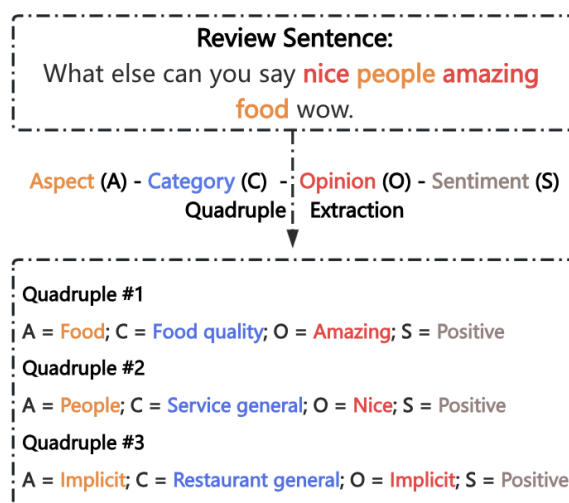 Review Sentence:
What else can you say nice people amazing
food wow.
Aspect (A) - Category (C) - Opinion (O) - Sentiment (S)
Quadruple Extraction
Quadruple #1
A = Food; C = Food quality; O = Amazing; S = Positive
Quadruple #2
A = People; C = Service general; O = Nice; S = Positive
Quadruple #3
A = Implicit; C = Restaurant general; O = Implicit; S = Positive